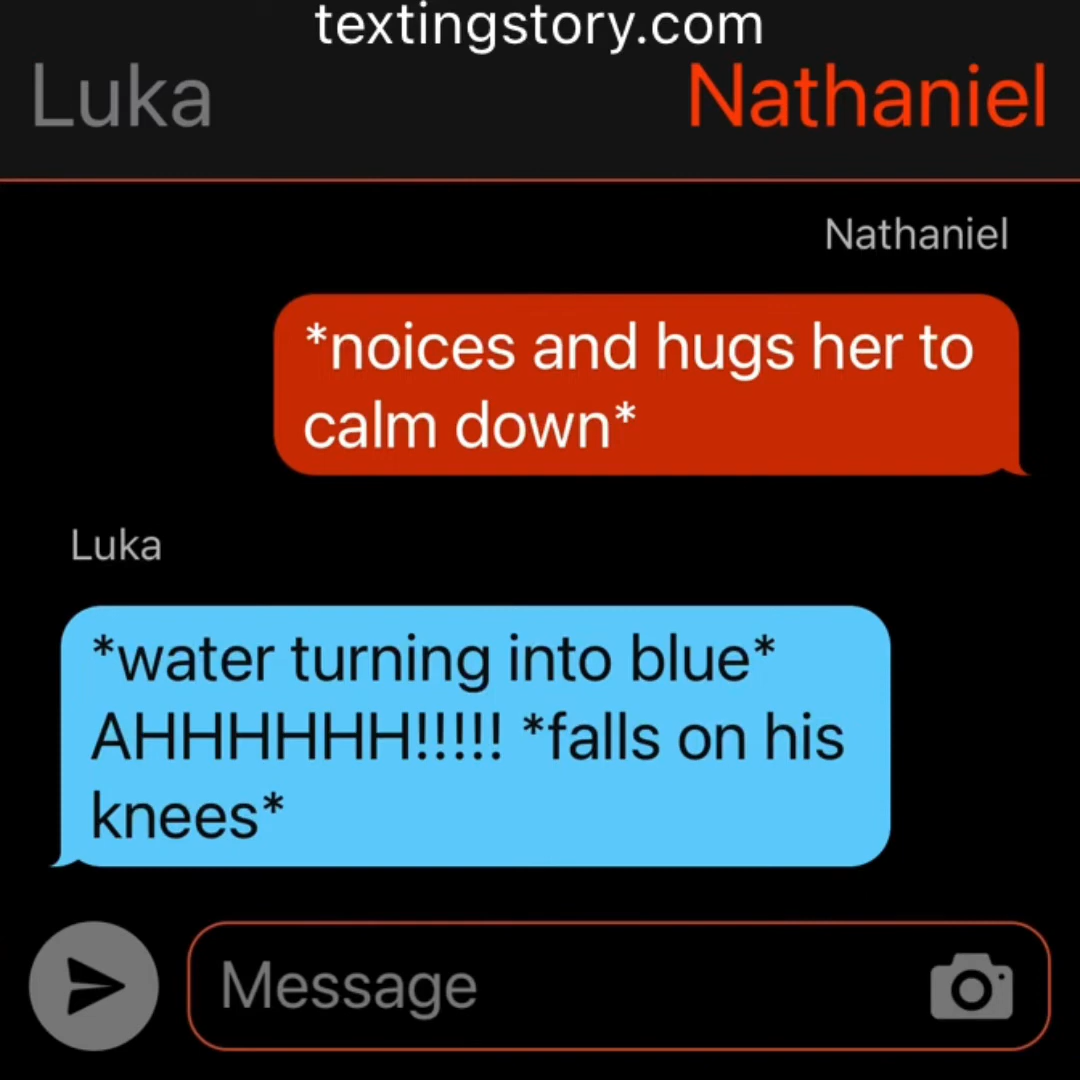 textingstory.com
Luka
Nathaniel
Nathaniel
*noices and hugs her to
calm down*
Luka
*water turning into blue*
AHHHHHH!!!!! *falls on his
knees*
Message